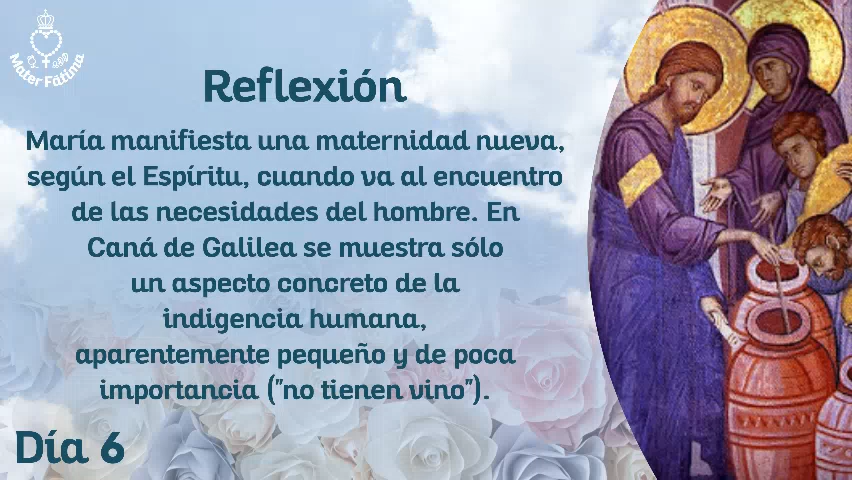 Mater Fátima
Reflexión
María manifiesta una maternidad nueva,
según el Espíritu, cuando va al encuentro
de las necesidades del hombre. En
Caná de Galilea se muestra sólo
un aspecto concreto de la
indigencia humana,
aparentemente pequeño y de poca
importancia ("no tienen vino").
Día 6